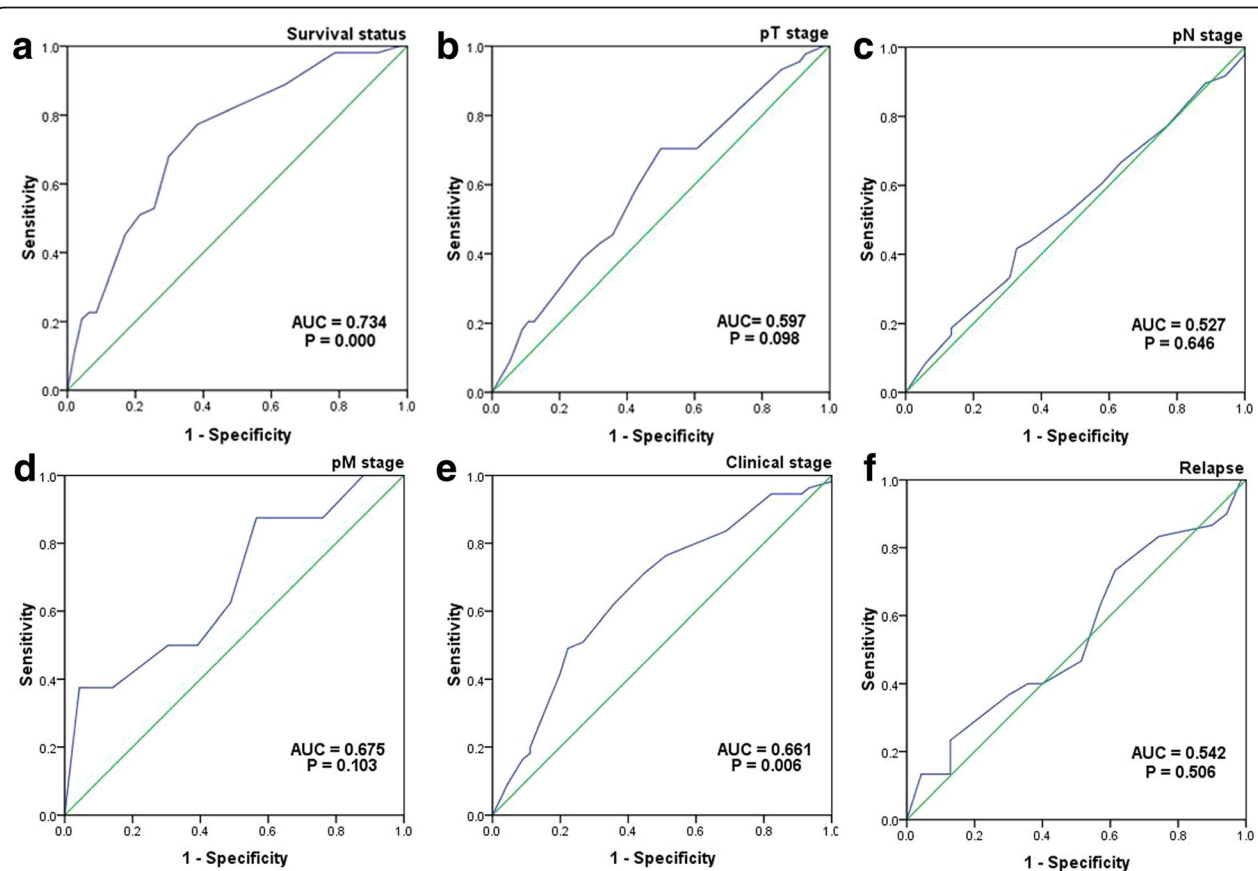 a
Survival status
1.0
0.8
0.6
0.4
0.2
0.0
Sensitivity
AUC = 0.734
P = 0.000
0.0 0.2 0.4 0.6 0.8 1.0
1 - Specificity
b
pT stage
1.0
0.8
0.6
0.4
0.2
0.0
Sensitivity
AUC= 0.597
P = 0.098
0.0 0.2 0.4 0.6 0.8 1.0
1 - Specificity
c
pN stage
1.0
0.8
0.6
0.4
0.2
0.0
Sensitivity
AUC = 0.527
P = 0.646
0.0 0.2 0.4 0.6 0.8 1.0
1 - Specificity
d
pM stage
1.0
0.8
0.6
0.4
0.2
0.0
Sensitivity
AUC = 0.675
P = 0.103
0.0 0.2 0.4 0.6 0.8 1.0
1 - Specificity
e
Clinical stage
1.0
0.8
0.6
0.4
0.2
0.0
Sensitivity
AUC = 0.661
P = 0.006
0.0 0.2 0.4 0.6 0.8 1.0
1 - Specificity
f
Relapse
1.0
0.8
0.6
0.4
0.2
0.0
Sensitivity
AUC = 0.542
P = 0.506
0.0 0.2 0.4 0.6 0.8 1.0
1 - Specificity